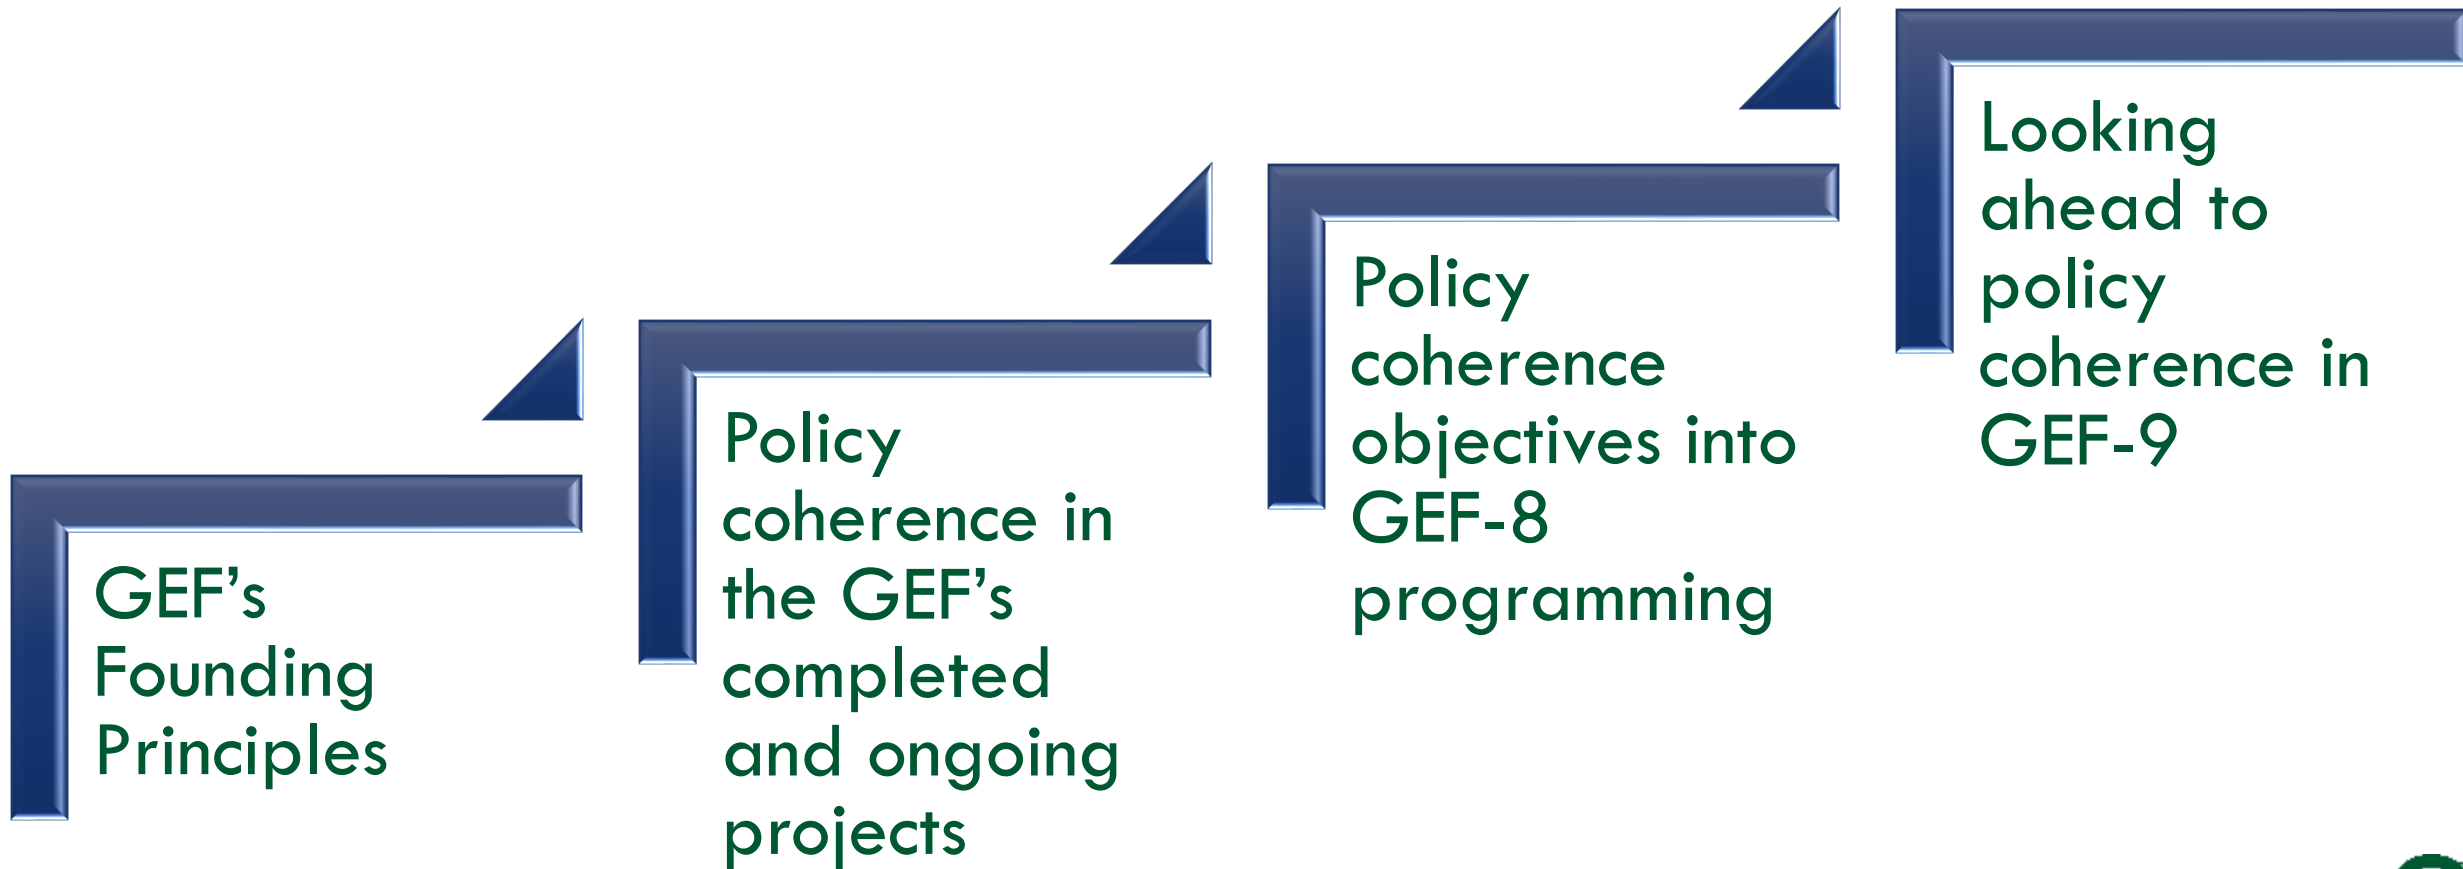 GEF’s
Founding
Principles
Policy
coherence in
the GEF’s
completed
and ongoing
projects
Policy
coherence
objectives into
GEF-8
programming
Looking
ahead to
policy
coherence in
GEF-9